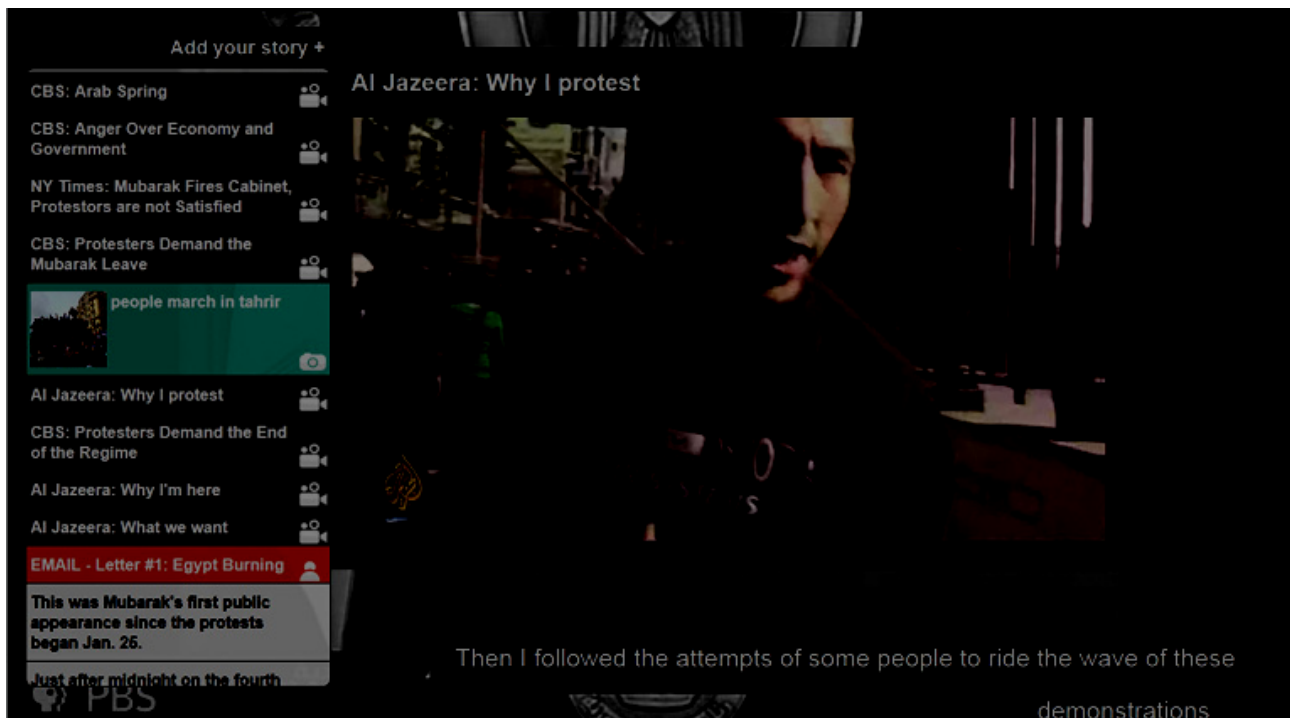 Add your story +
CBS: Arab Spring
CBS: Anger Over Economy and
Government
NY Times: Mubarak Fires Cabinet,
Protestors are not Satisfied
CBS: Protesters Demand the
Mubarak Leave
people march in tahrir
Al Jazeera: Why I protest
CBS: Protesters Demand the End
of the Regime
Al Jazeera: Why I'm here
Al Jazeera: What we want
EMAIL - Letter #1: Egypt Burning
This was Mubarak's first public
appearance since the protests
began Jan. 25.
Just after midnight on the fourth
PBS
Al Jazeera: Why I protest
Then I followed the attempts of some people to ride the wave of these
demonstrations